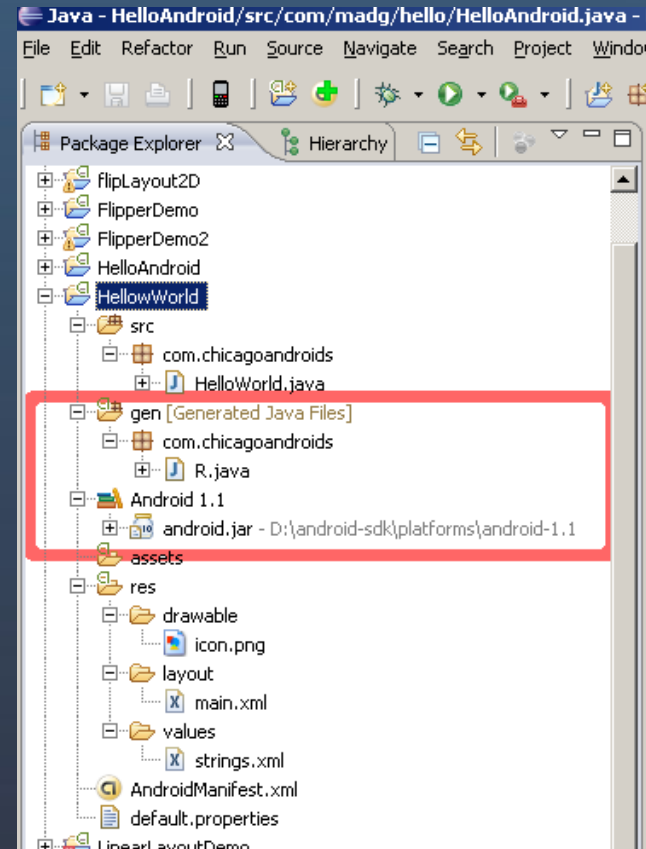 Java - HelloAndroid/src/com/madg/hello/HelloAndroid.java -
File Edit Refactor Run Source Navigate Search Project Windo
Package Explorer Hierarchy
flipLayout2D
FlipperDemo
FlipperDemo2
HelloAndroid
HellowWorld
src
com.chicagoandroids
HelloWorld.java
gen [Generated Java Files]
com.chicagoandroids
R.java
Android 1.1
android.jar - D:\android-sdk\platforms\android-1.1
assets
res
drawable
icon.png
layout
main.xml
values
strings.xml
AndroidManifest.xml
default.properties
LinearLayoutDemo